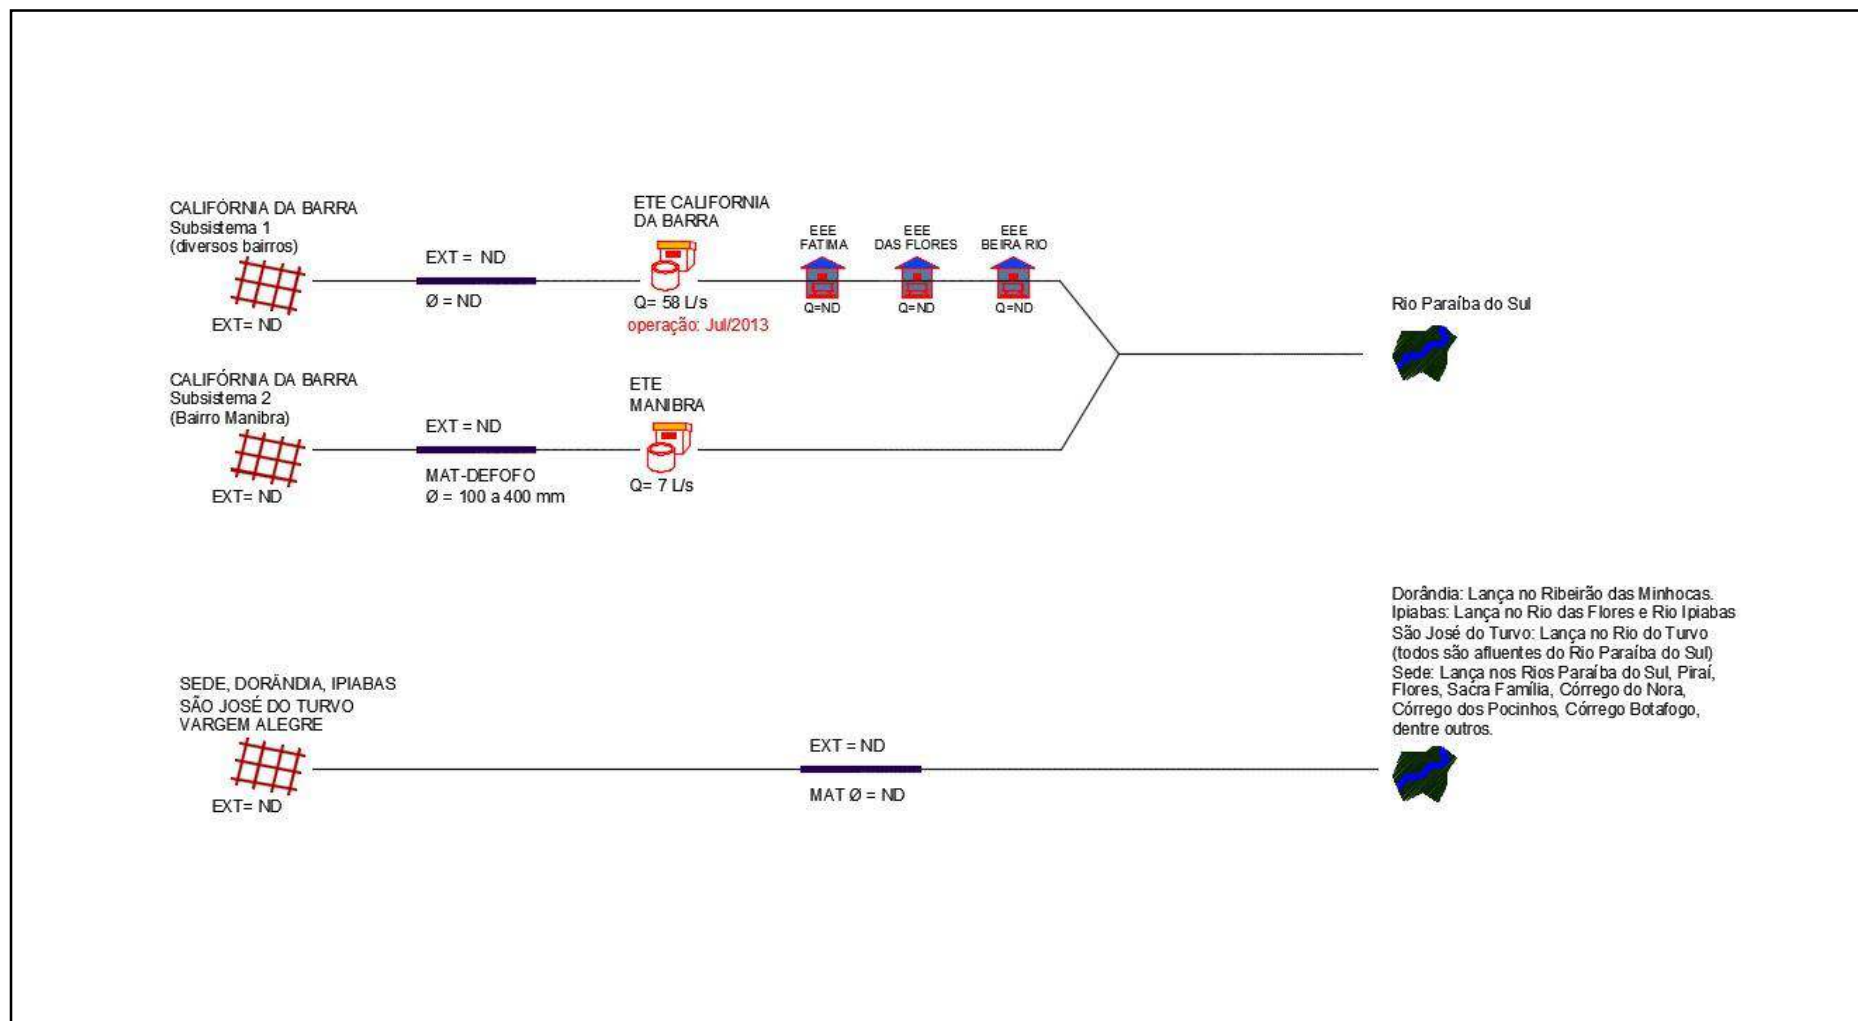 CALIFÓRNIA DA BARRA
Subsistema 1
(diversos bairros)
EXT= ND
EXT = ND
Ø = ND
ETE CALIFORNIA
DA BARRA
Q= 58 L/s
operação: Jul/2013
EEE
FATIMA
Q=ND
EEE
DAS FLORES
Q=ND
EEE
BEIRA RIO
Q=ND
Rio Paraíba do Sul
CALIFÓRNIA DA BARRA
Subsistema 2
(Bairro Manibra)
EXT= ND
EXT = ND
MAT-DEFOFO
Ø = 100 a 400 mm
ETE
MANIBRA
Q= 7 L/s
SEDE, DORÂNDIA, IPIABAS
SÃO JOSÉ DO TURVO
VARGEM ALEGRE
EXT= ND
EXT = ND
MAT Ø = ND
Dorândia: Lança no Ribeirão das Minhocas.
Ipiabas: Lança no Rio das Flores e Rio Ipiabas
São José do Turvo: Lança no Rio do Turvo
(todos são afluentes do Rio Paraíba do Sul)
Sede: Lança nos Rios Paraíba do Sul, Piraí,
Flores, Sacra Família, Córrego do Nora,
Córrego dos Pocinhos, Córrego Botafogo,
dentre outros.